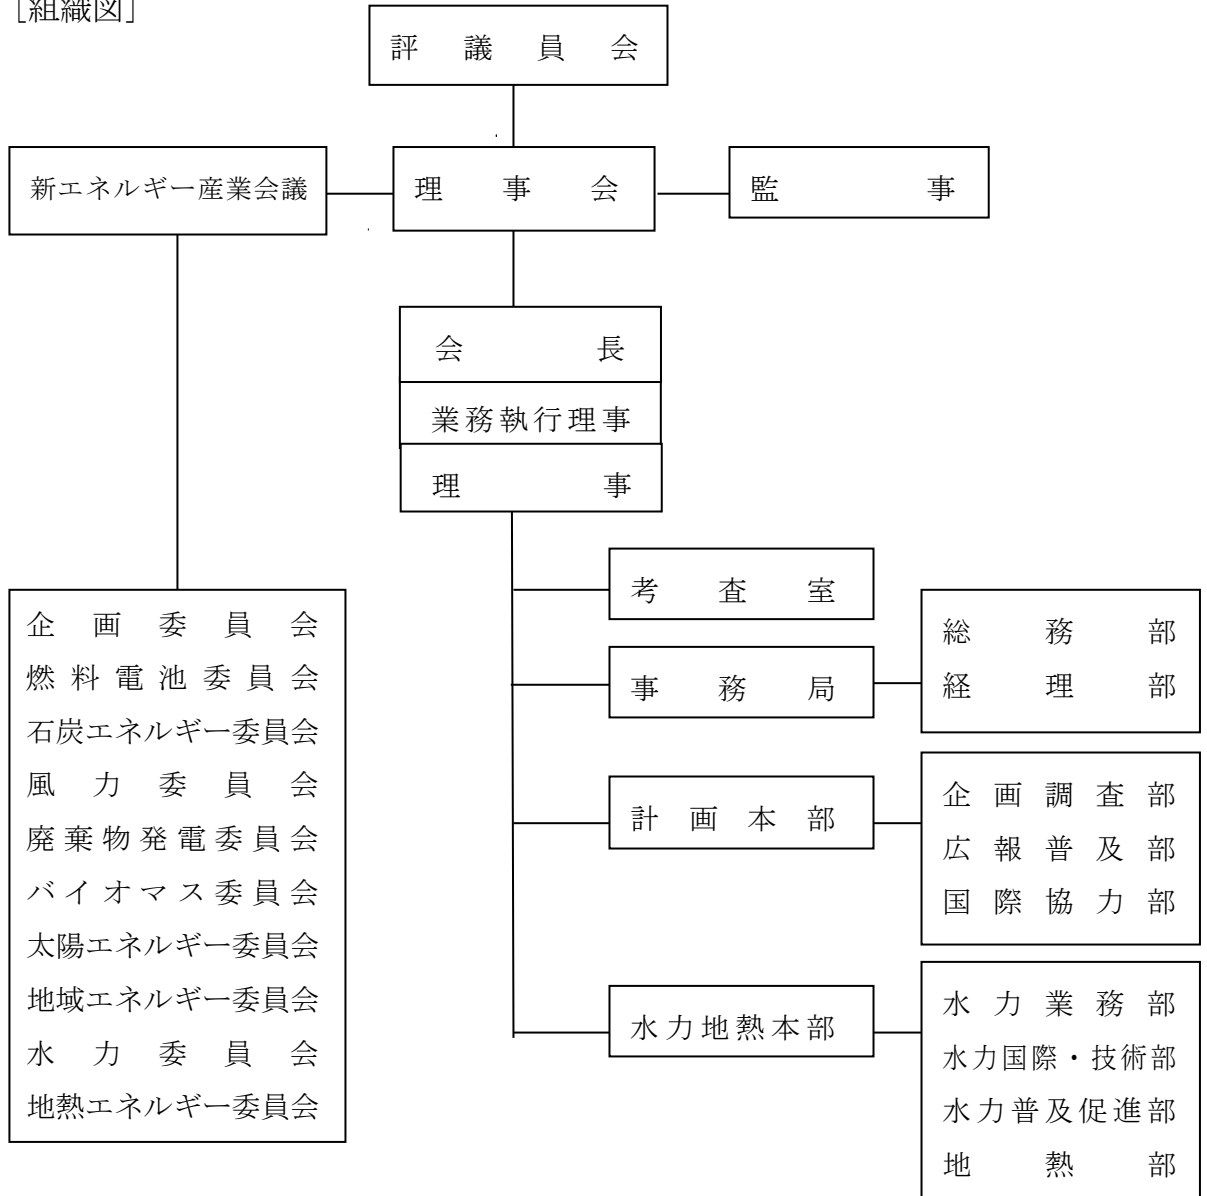 ［組織図］
評議員会
新エネルギー産業会議
理事会
監事
会長
業務執行理事
理事
企画委員会
燃料電池委員会
石炭エネルギー委員会
風力委員会
廃棄物発電委員会
バイオマス委員会
太陽エネルギー委員会
地域エネルギー委員会
水力委員会
地熱エネルギー委員会
考査室
事務局
総務部
経理部
計画本部
企画調査部
広報普及部
国際協力部
水力地熱本部
水力業務部
水力国際・技術部
水力普及促進部
地熱部